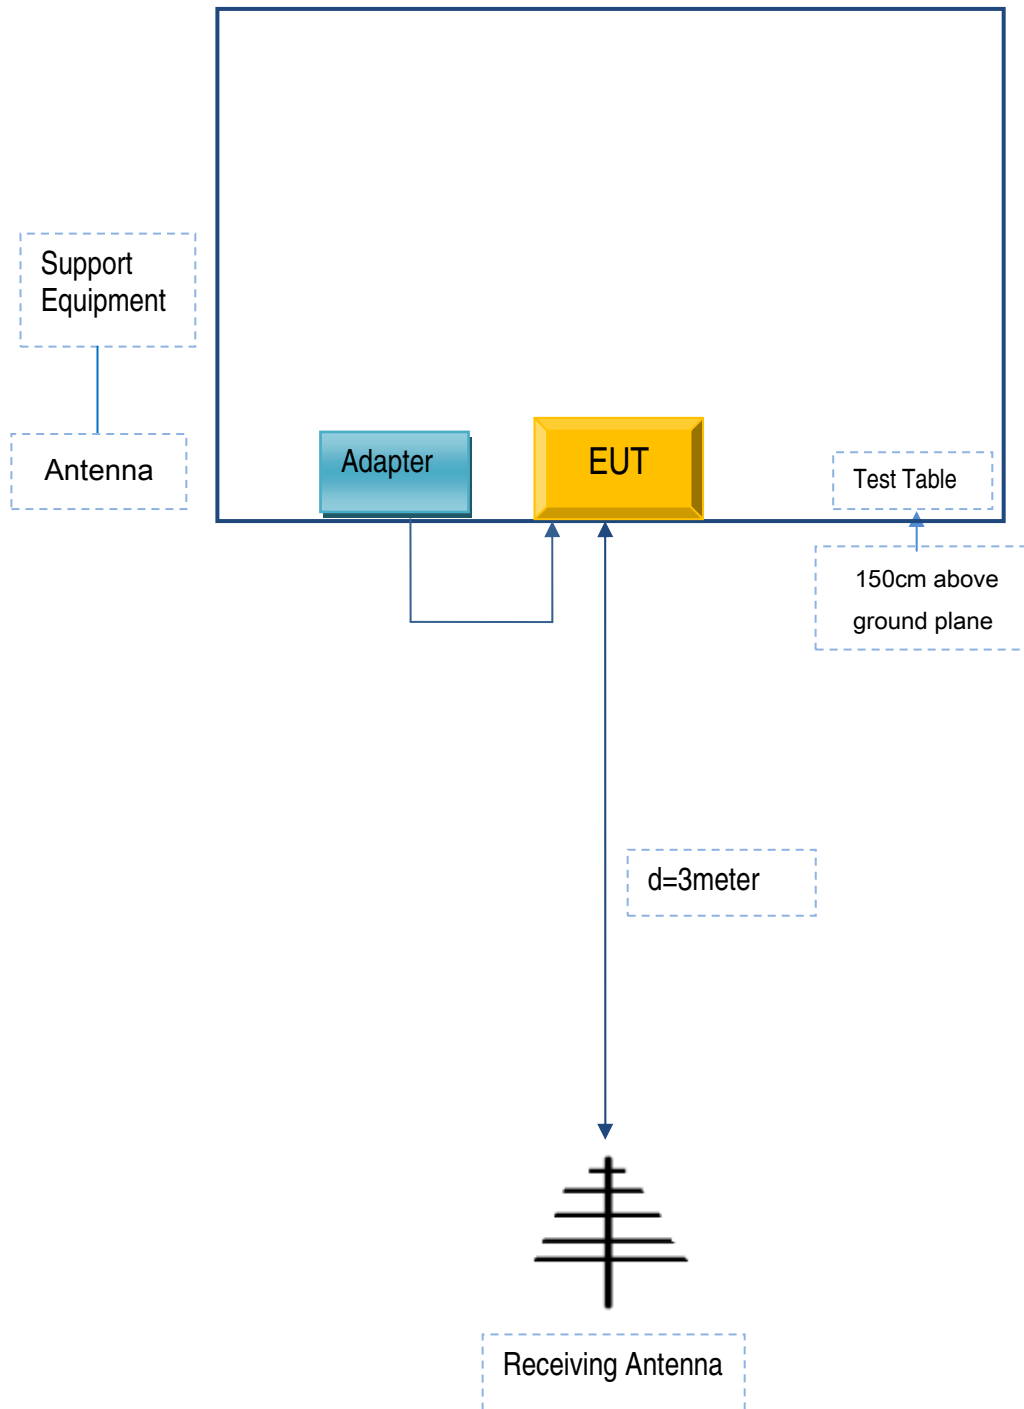 Support
Equipment
Antenna
Adapter
EUT
Test Table
150cm above
ground plane
d=3meter
Receiving Antenna